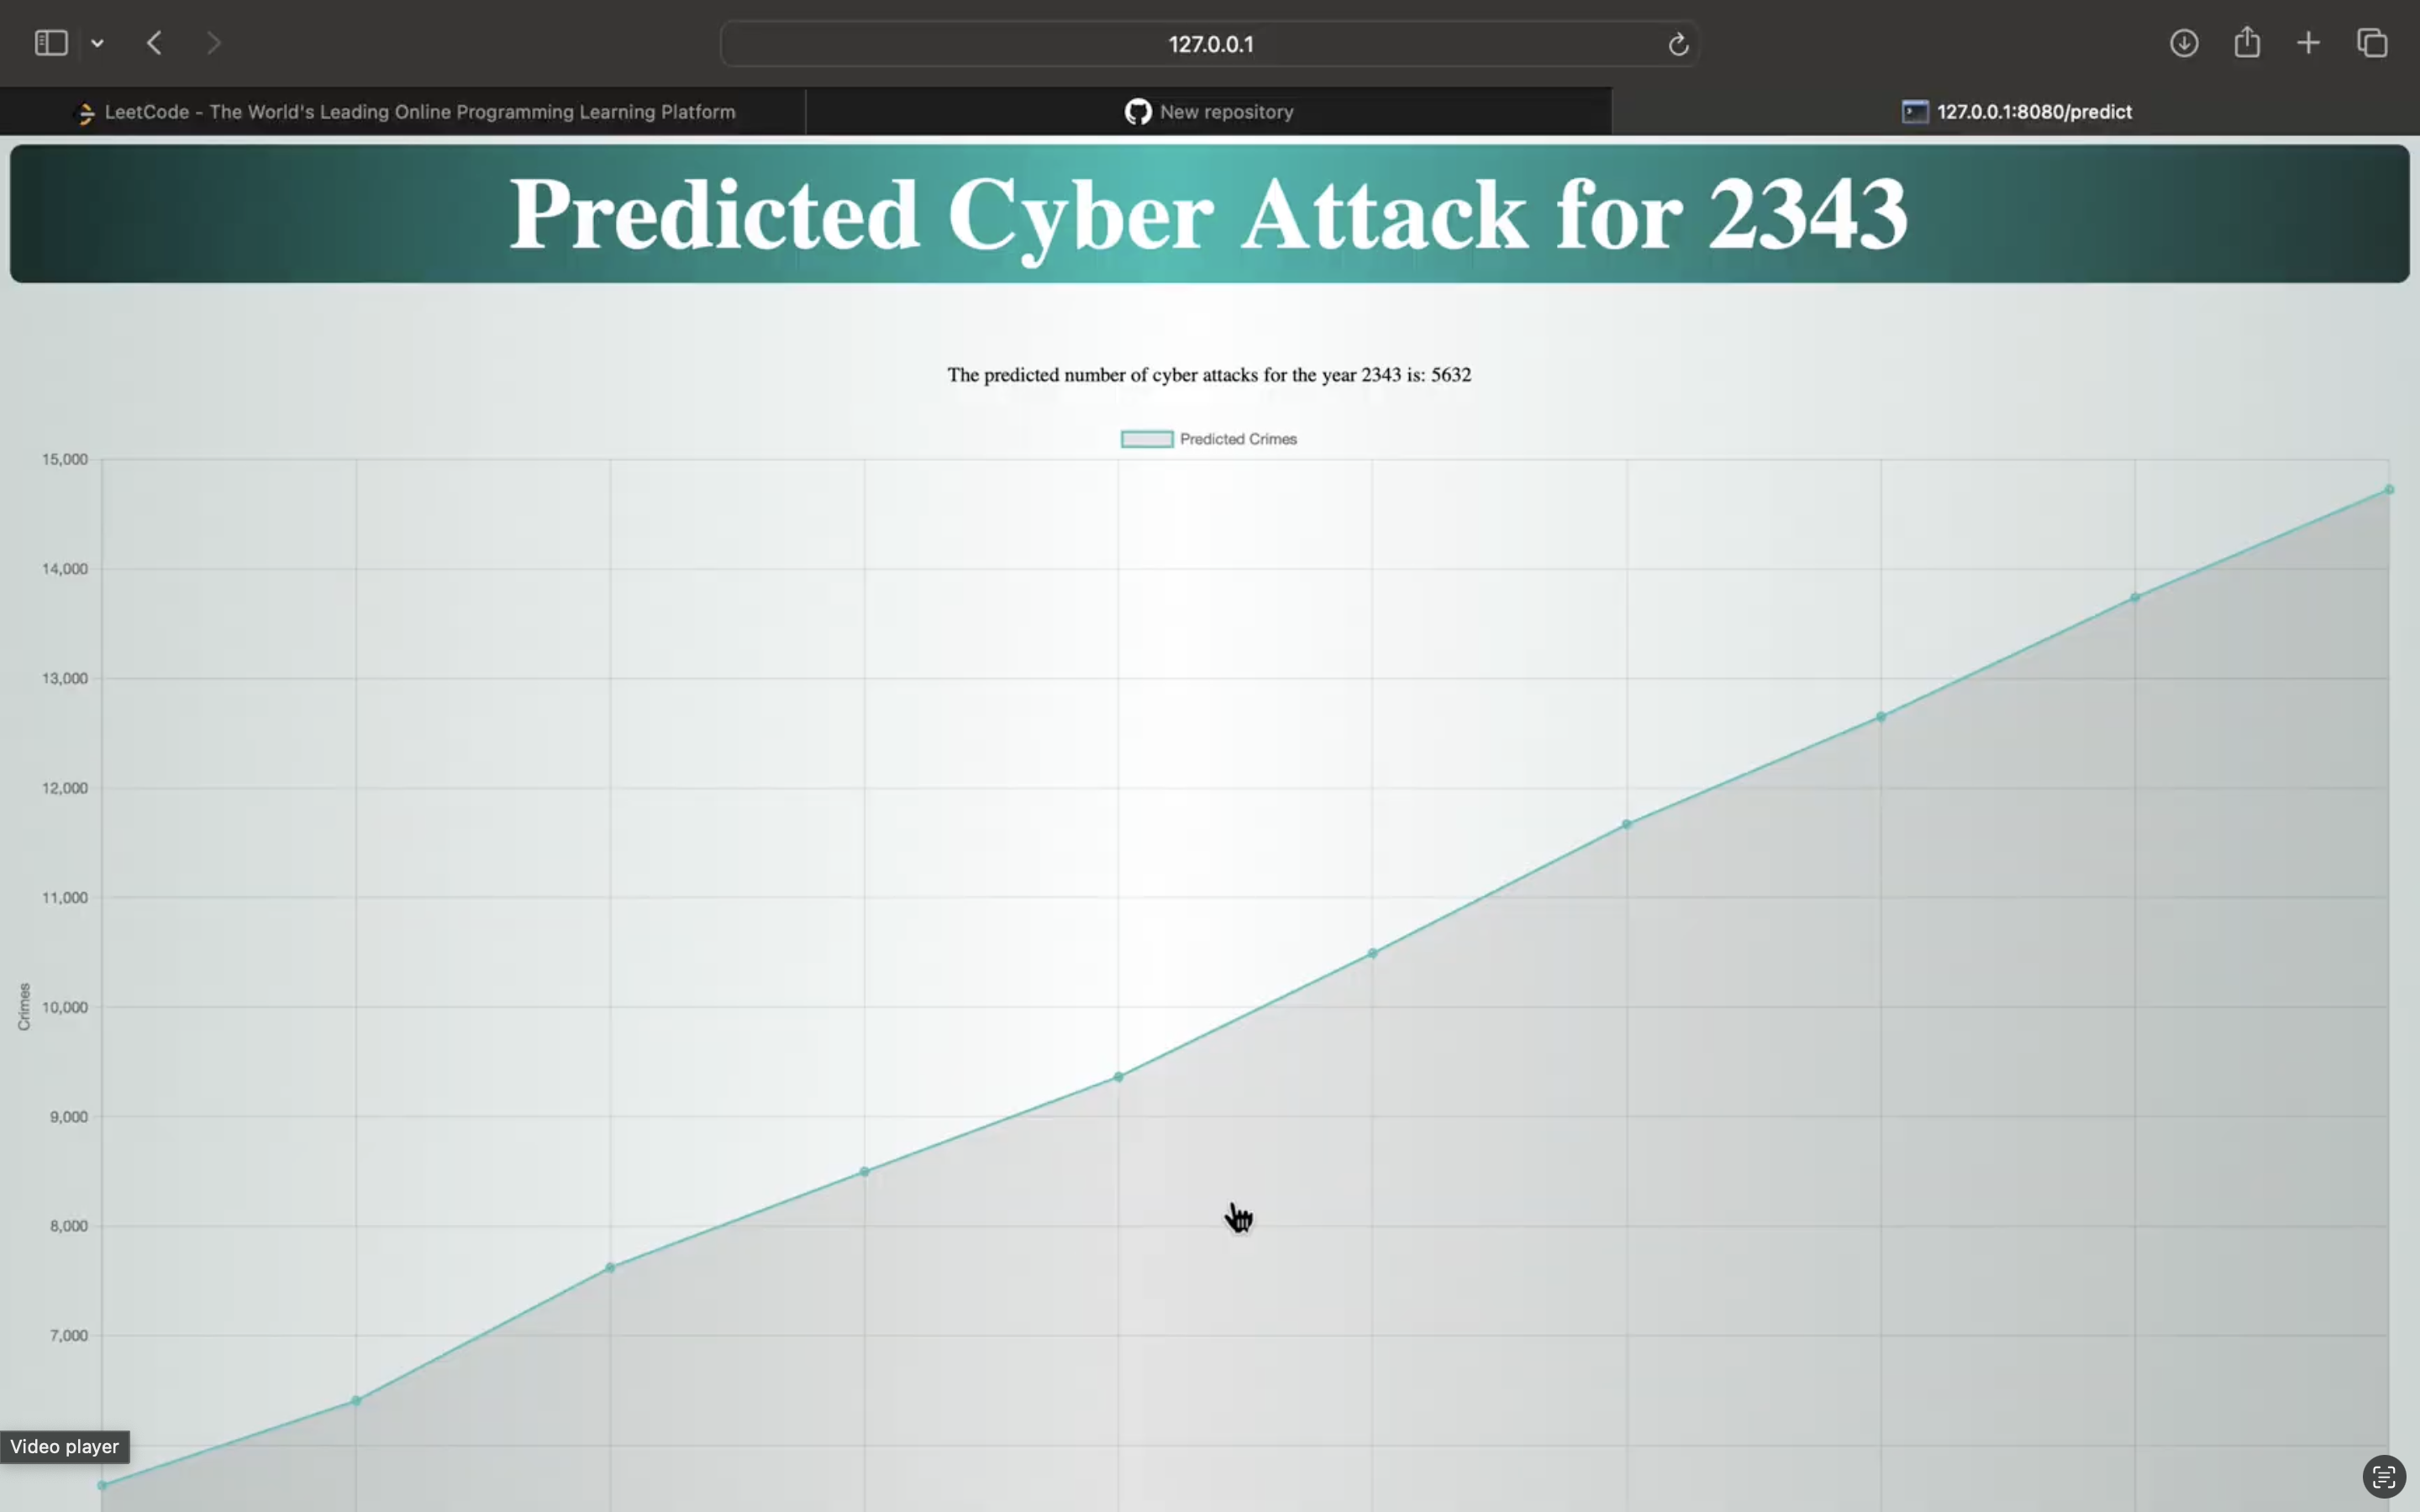 127.0.0.1
LeetCode - The World's Leading Online Programming Learning Platform
New repository
127.0.0.1:8080/predict
Predicted Cyber Attack for 2343
The predicted number of cyber attacks for the year 2343 is: 5632
Predicted Crimes
15,000
14,000
13,000
12,000
11,000
10,000
9,000
8,000
7,000
Crimes
Video player